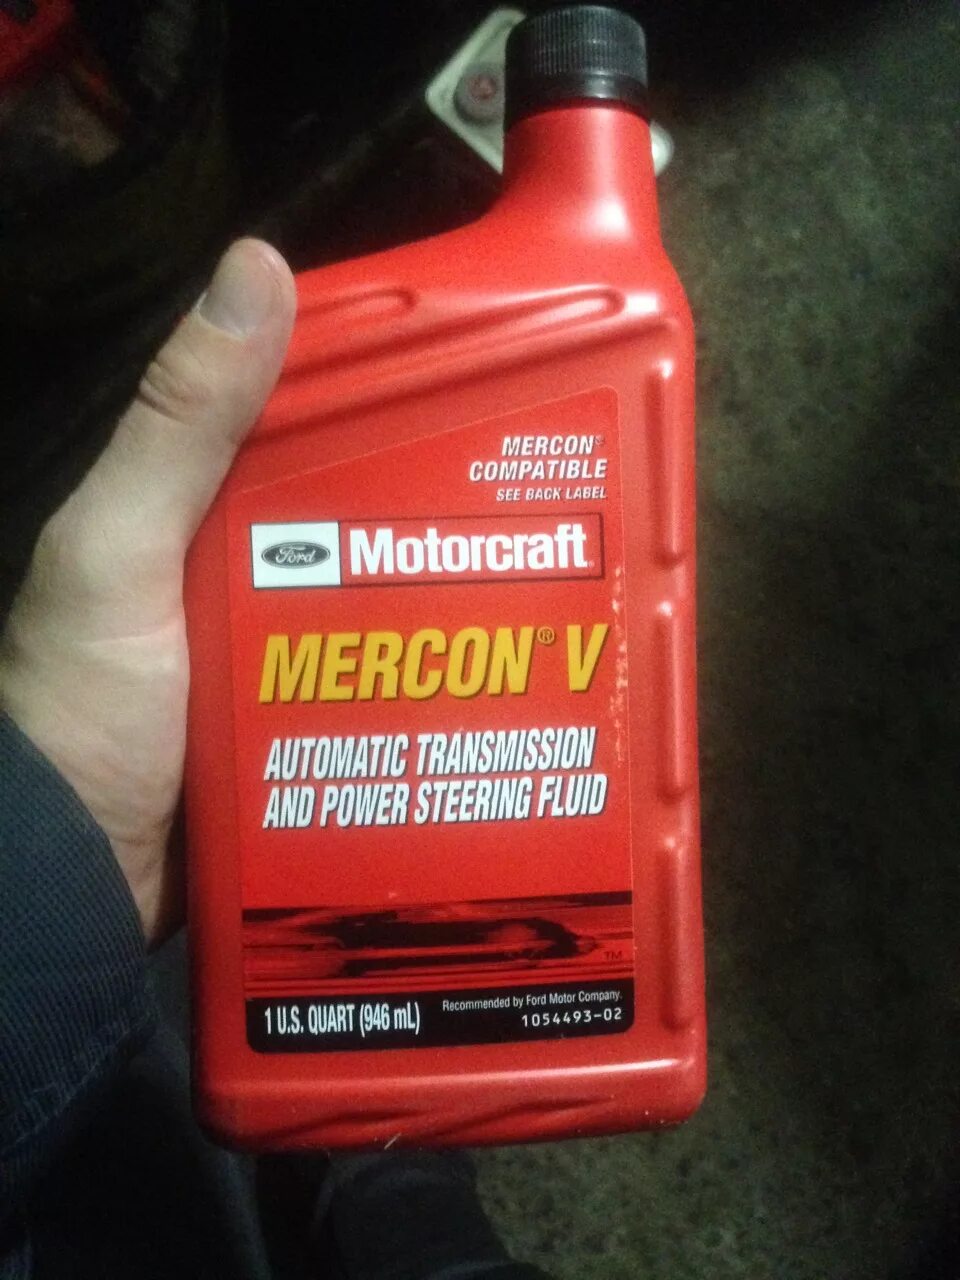 MERCON®
COMPATIBLE
SEE BACK LABEL
Ford Motorcraft®
MERCON® V
AUTOMATIC TRANSMISSION
AND POWER STEERING FLUID
TM
1 U.S. QUART (946 mL)
Recommended by Ford Motor Company.
1054493-02